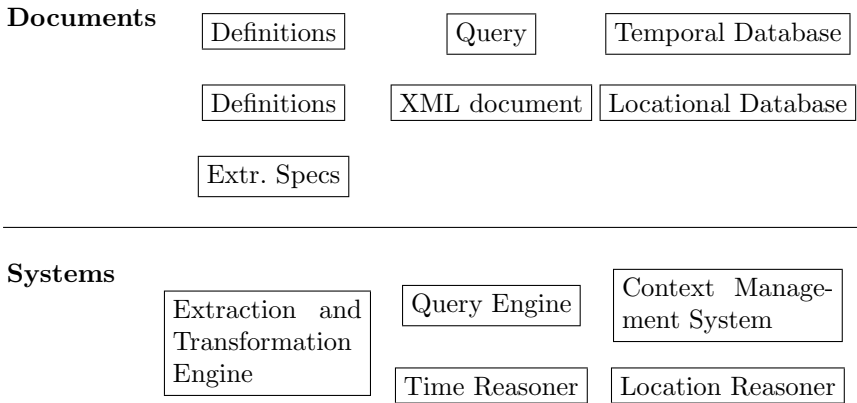 Documents
Definitions
Query
Temporal Database
Definitions
XML document
Locational Database
Extr. Specs
Systems
Extraction and
Transformation
Engine
Query Engine
Context Manage-
ment System
Time Reasoner
Location Reasoner